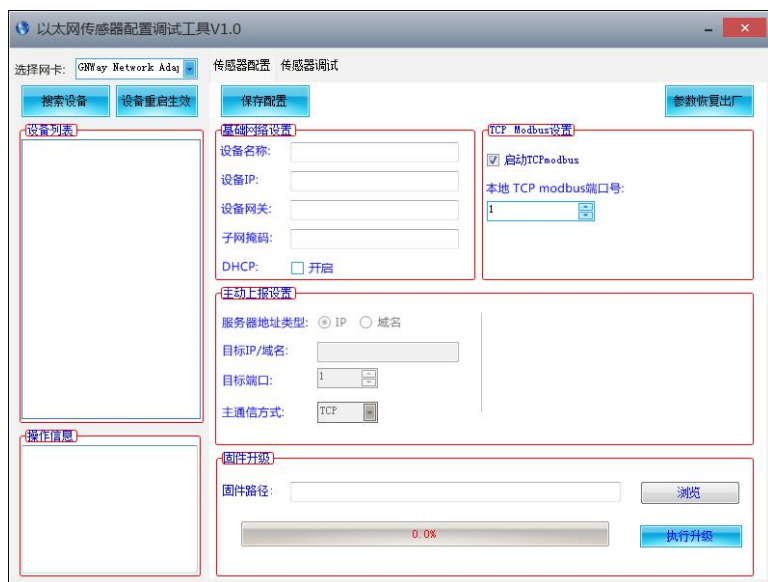 以太网传感器配置调试工具V1.0
选择网卡: GNWay Network Adap
传感器配置 传感器调试
搜索设备 设备重启生效 保存配置 参数恢复出厂
设备列表
基础网络设置
设备名称:
设备IP:
设备网关:
子网掩码:
DHCP: 开启
TCP Modbus设置
启动TCPmodbus
本地 TCP modbus端口号:
1
主动上报设置
服务器地址类型: IP 域名
目标IP/域名:
目标端口: 1
主通信方式: TCP
操作信息
固件升级
固件路径: 浏览
0.0% 执行升级